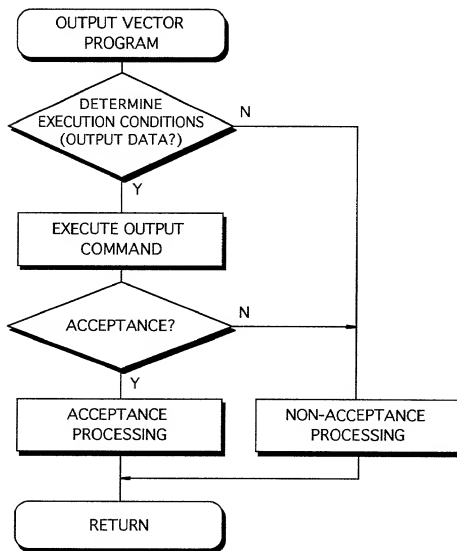 OUTPUT VECTOR
PROGRAM
DETERMINE
EXECUTION CONDITIONS
(OUTPUT DATA?)
N
Y
EXECUTE OUTPUT
COMMAND
ACCEPTANCE?
N
Y
ACCEPTANCE
PROCESSING
NON-ACCEPTANCE
PROCESSING
RETURN